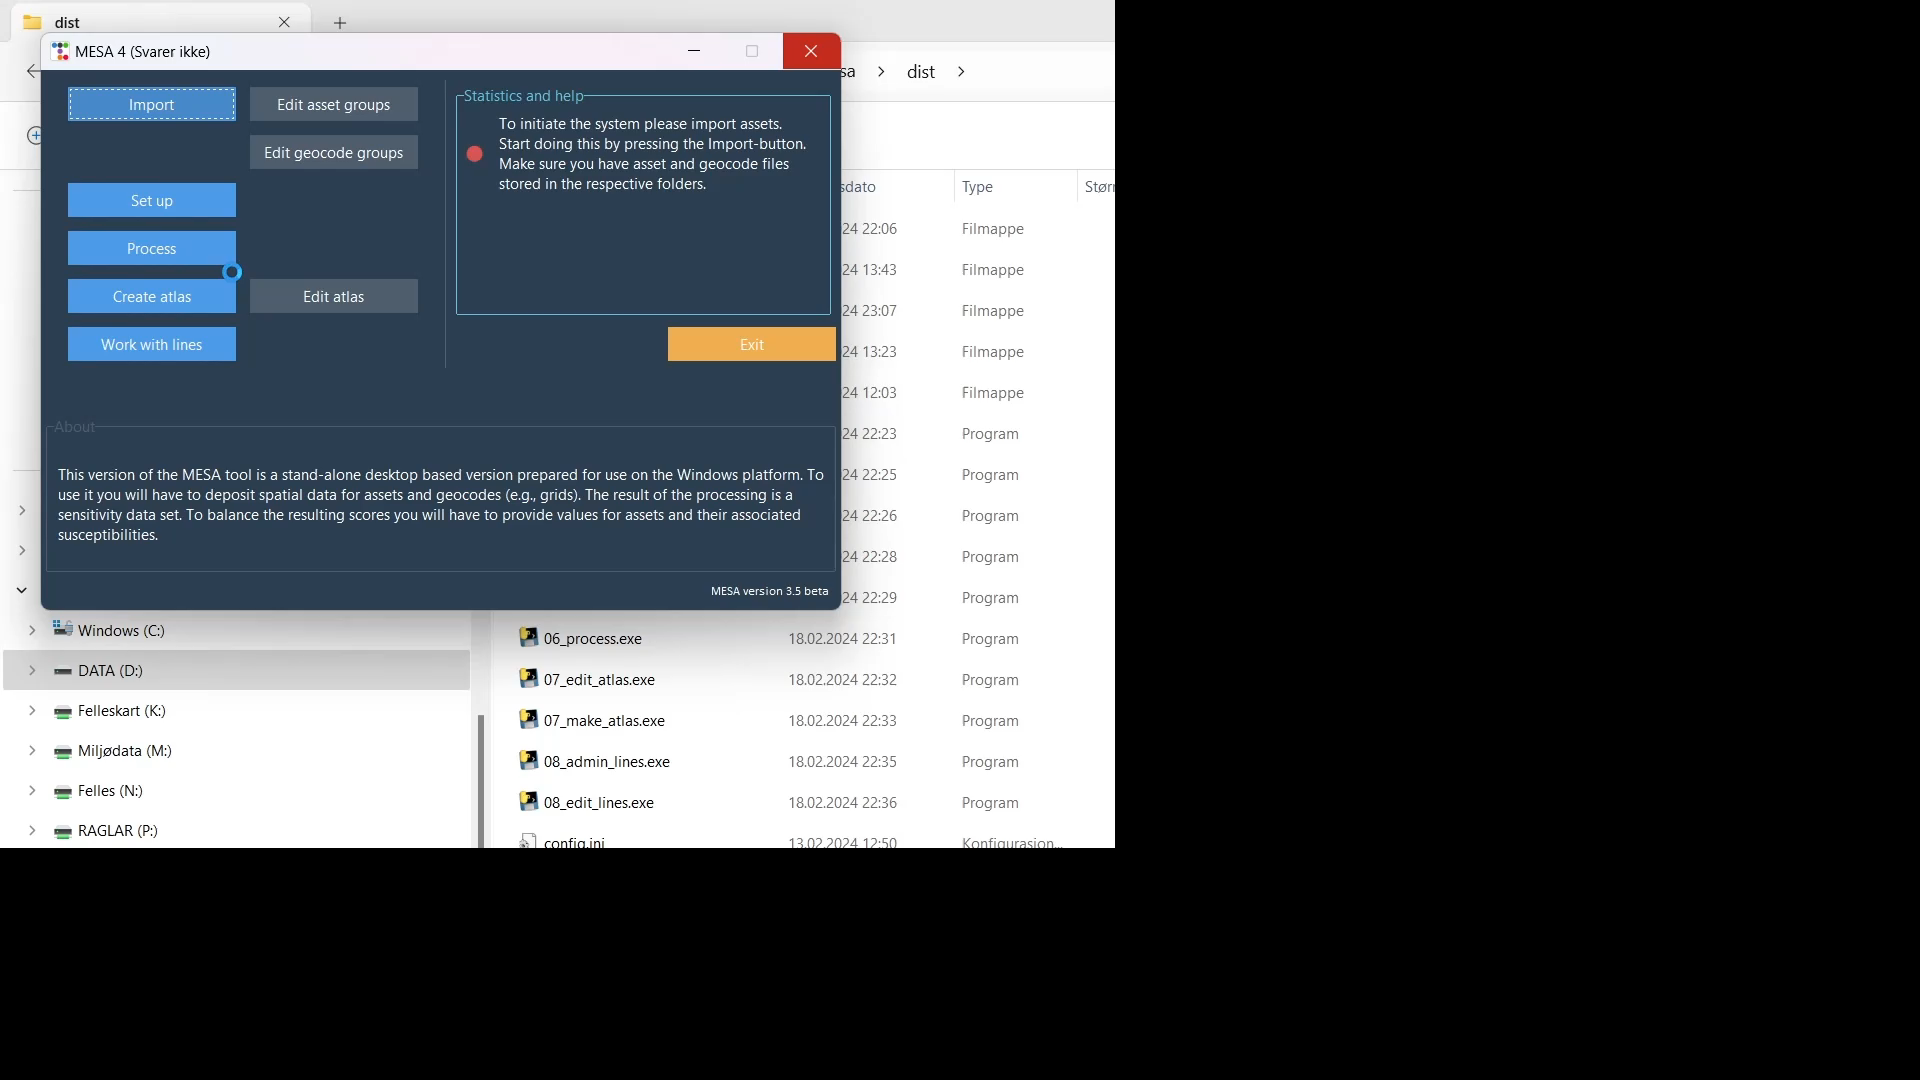 dist
MESA 4 (Svarer ikke)
sa
dist
Import
Edit asset groups
Edit geocode groups
Set up
Process
Create atlas
Edit atlas
Work with lines
Statistics and help
To initiate the system please import assets.
Start doing this by pressing the Import-button.
Make sure you have asset and geocode files
stored in the respective folders.
Exit
About
This version of the MESA tool is a stand-alone desktop based version prepared for use on the Windows platform. To
use it you will have to deposit spatial data for assets and geocodes (e.g., grids). The result of the processing is a
sensitivity data set. To balance the resulting scores you will have to provide values for assets and their associated
susceptibilities.
MESA version 3.5 beta
sdato Type Størr
24 22:06 Filmappe
24 13:43 Filmappe
24 23:07 Filmappe
24 13:23 Filmappe
24 12:03 Filmappe
24 22:23 Program
24 22:25 Program
24 22:26 Program
24 22:28 Program
24 22:29 Program
06_process.exe 18.02.2024 22:31 Program
07_edit_atlas.exe 18.02.2024 22:32 Program
07_make_atlas.exe 18.02.2024 22:33 Program
08_admin_lines.exe 18.02.2024 22:35 Program
08_edit_lines.exe 18.02.2024 22:36 Program
config.ini 13.02.2024 12:50 Konfigurasjon...
Windows (C:)
DATA (D:)
Felleskart (K:)
Miljødata (M:)
Felles (N:)
RAGLAR (P:)